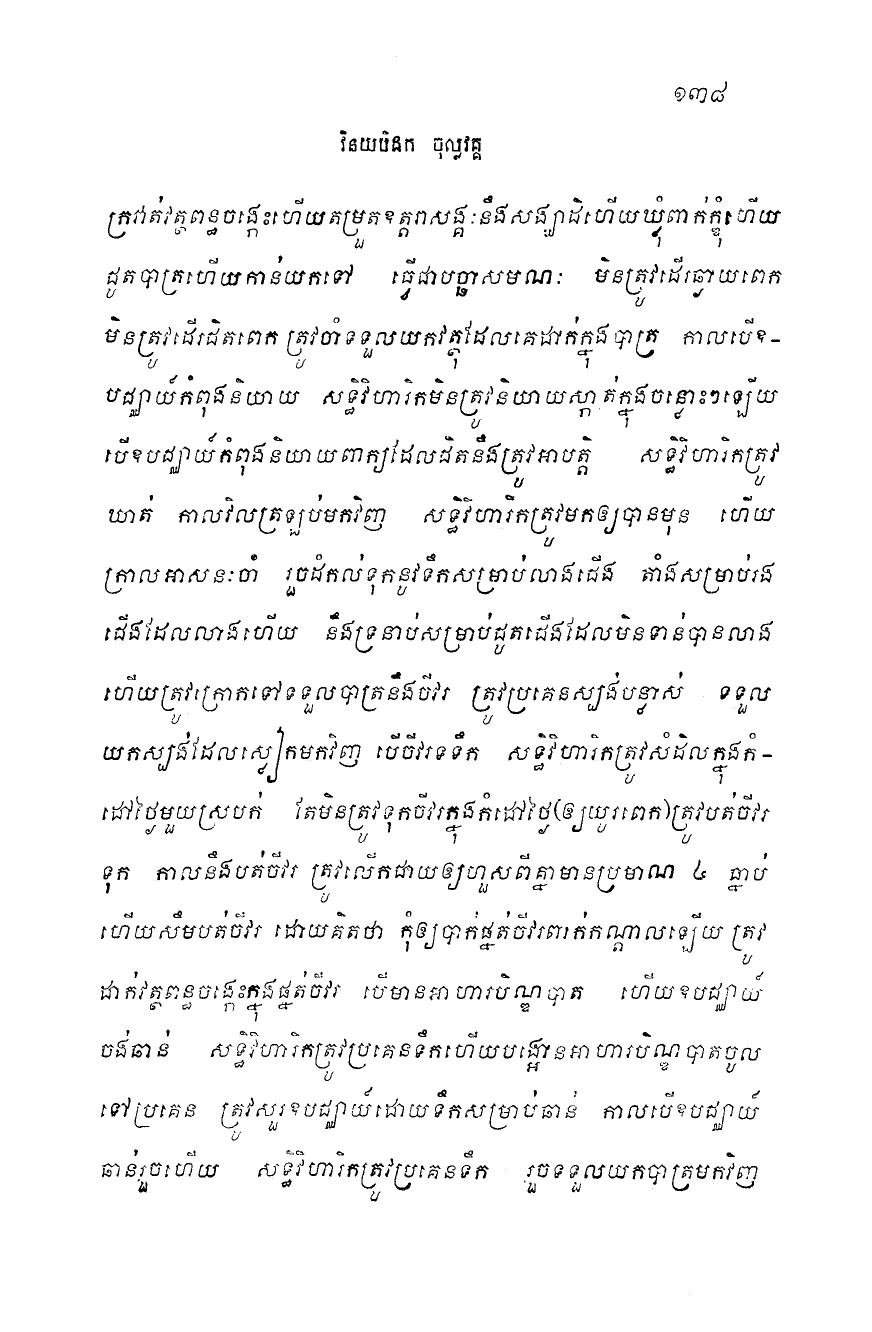 ១៣៨
វិនយបិដក ចុល្លវគ្គ
ក្រវាត់វត្ថពន្ធចង្កេះហើយតម្រួតឧត្តរាសង្គៈនឹងសង្ឃាដិហើយឃ្លុំពាក់ក្ឌុំហើយ
ដូតបាត្រហើយកាន់យកទៅ ធ្វើជាបច្ឆាសមណៈ មិនត្រូវដើរឆ្ងាយពេក
មិនត្រូវដើរជិតពេក ត្រូវចាំទទួលយកវត្ថុដែលគេដាក់ក្នុងបាត្រ កាលបើឧ-
បដ្ឈាយ៍កំពុងនិយាយ សទ្ធិវិហារិកមិនត្រូវនិយាយស្កាត់ក្នុងចន្លោះៗឡើយ
បើឧបដ្ឈាយ៍កំពុងនិយាយពាក្យដែលជិតនឹងត្រូវអាបត្តិ សទ្ធិវិហារិកត្រូវ
ឃាត់ កាលវិលត្រឡប់មកវិញ សទ្ធិវិហារិកត្រូវមកឲ្យបានមុន ហើយ
ក្រាលអាសនៈចាំ រួចដំកល់ទុកនូវទឹកសម្រាប់លាងជើង តាំងសម្រាប់រង
ជើងដែលលាងហើយ នឹងទ្រនាប់សម្រាប់ដូតជើងដែលមិនទាន់បានលាង
ហើយត្រូវក្រោកទៅទទួលបាត្រនឹងចីវរ ត្រូវប្រគេនស្បង់បន្លាស់ ទទួល
យកស្បង់ដែលស្លៀកមកវិញ បើចីវរទទឹក សទ្ធិវិហារិកត្រូវសំដិលក្នុងកំ-
ដៅថ្ងៃមួយស្របក់ តែមិនត្រូវទុកចីវរក្នុងកំដៅថ្ងៃ(ឲ្យយូរពេក)ត្រូវបត់ចីវរ
ទុក កាលនឹងបត់ចីវរ ត្រូវលើកជាយឲ្យហួសពីគ្នាមានប្រមាណ ៤ ធ្នាប់
ហើយសឹមបត់ចីវរ ដោយគិតថា កុំឲ្យបាក់ផ្នត់ចីវរពាក់កណ្តាលឡើយ ត្រូវ
ដាក់វត្ថពន្ធចង្កេះក្នុងផ្នត់ចីវរ បើមានអាហារបិណ្ឌបាត ហើយឧបដ្ឈាយ៍
ចង់ឆាន់ សទ្ធិវិហារិកត្រូវប្រគេនទឹកហើយបង្អោនអាហារបិណ្ឌបាតចូល
ទៅប្រគេន ត្រូវសួរឧបដ្ឈាយ៍ដោយទឹកសម្រាប់ឆាន់ កាលបើឧបដ្ឈាយ៍
ឆាន់រួចហើយ សទ្ធិវិហារិកត្រូវប្រគេនទឹក រួចទទួលយកបាត្រមកវិញ